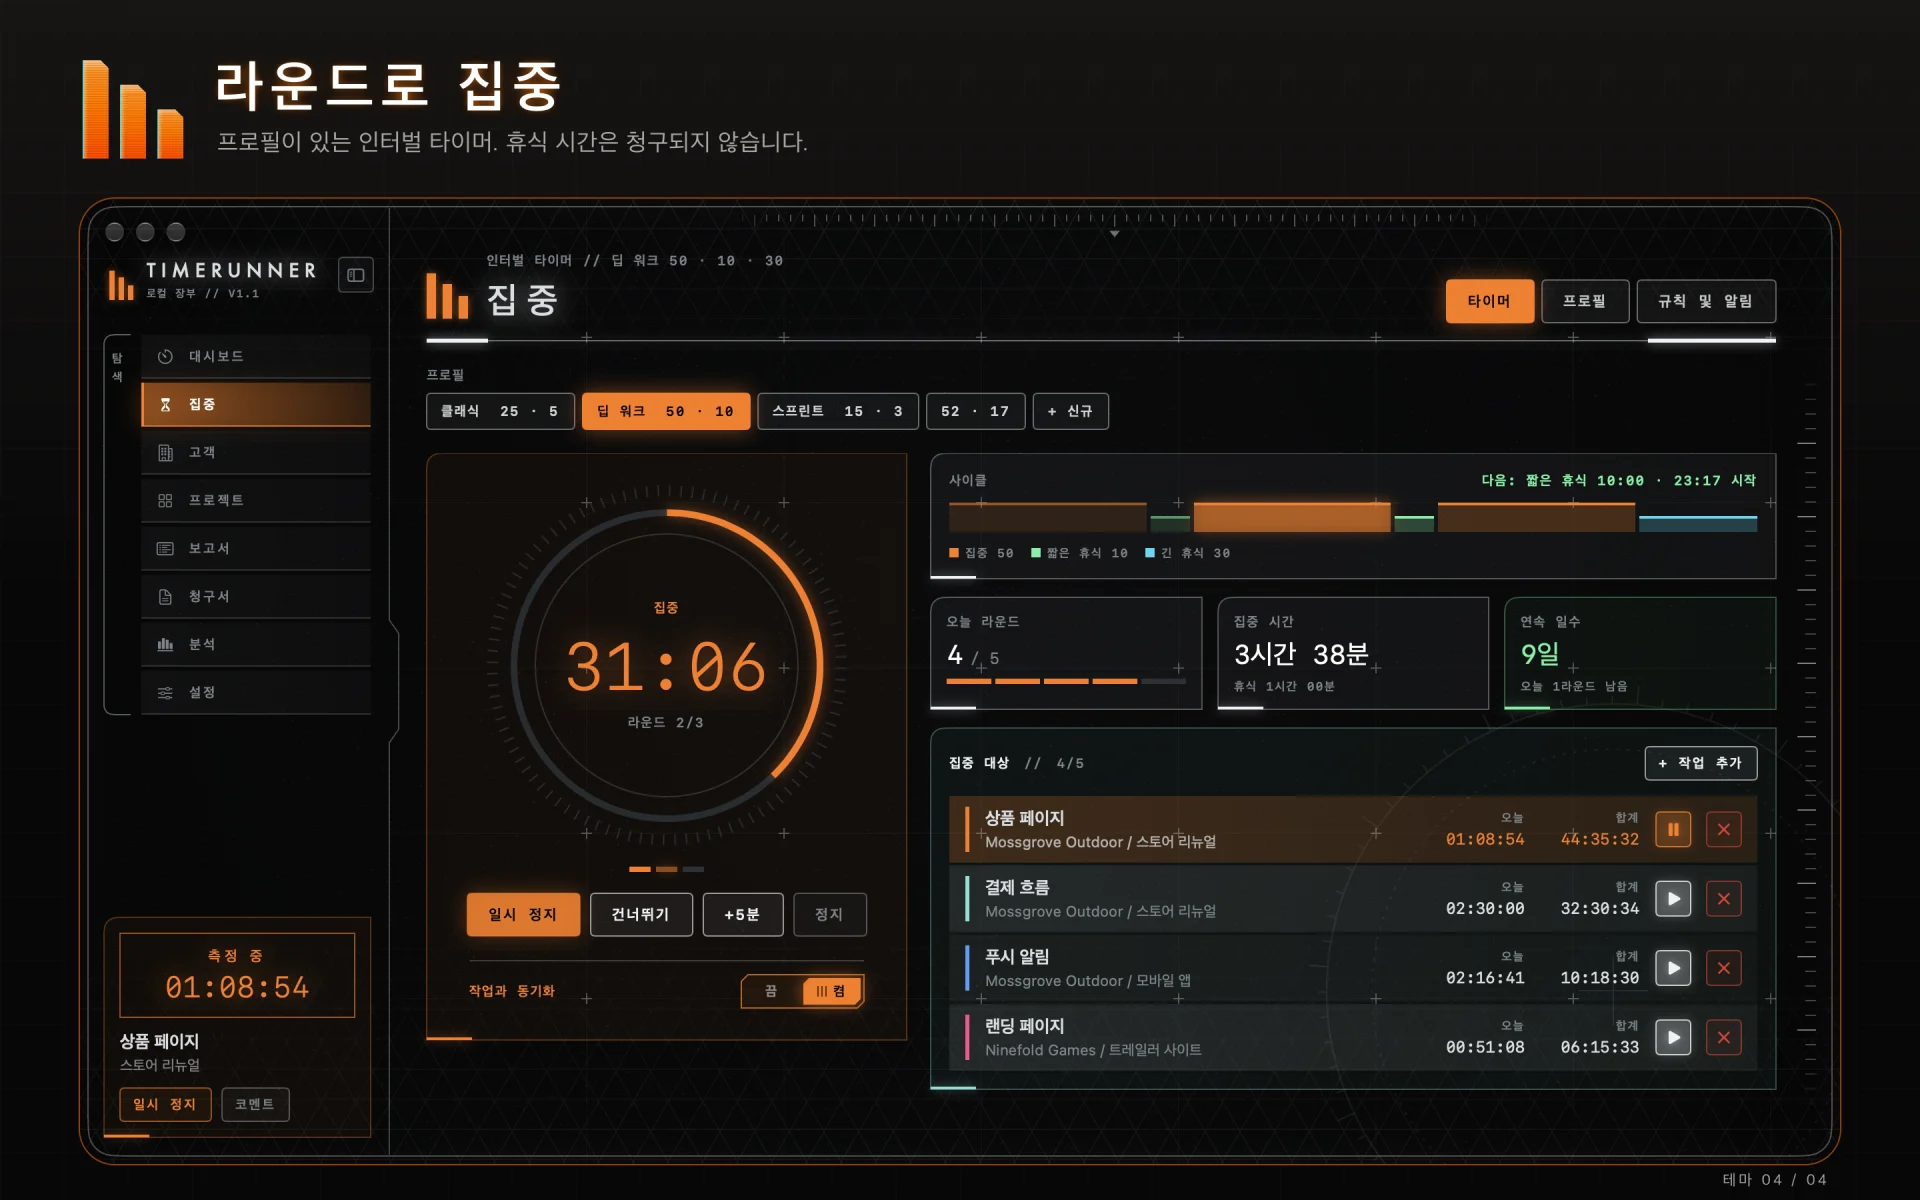 라운드로 집중
프로필이 있는 인터벌 타이머. 휴식 시간은 청구되지 않습니다.
TIMERUNNER
로컬 장부 // V1.1
탐색
대시보드
집중
고객
프로젝트
보고서
청구서
분석
설정
측정 중
01:08:54
상품 페이지
스토어 리뉴얼
일시 정지
코멘트
인터벌 타이머 // 딥 워크 50 · 10 · 30
집중
타이머
프로필
규칙 및 알림
프로필
클래식 25 · 5
딥 워크 50 · 10
스프린트 15 · 3
52 · 17
+ 신규
집중
31:06
라운드 2/3
일시 정지
건너뛰기
+5분
정지
작업과 동기화
끔
켬
사이클
다음: 짧은 휴식 10:00 · 23:17 시작
집중 50
짧은 휴식 10
긴 휴식 30
오늘 라운드
4 / 5
집중 시간
3시간 38분
휴식 1시간 00분
연속 일수
9일
오늘 1라운드 남음
집중 대상 // 4/5
+ 작업 추가
상품 페이지
Mossgrove Outdoor / 스토어 리뉴얼
오늘
01:08:54
합계
44:35:32
결제 흐름
Mossgrove Outdoor / 스토어 리뉴얼
오늘
02:30:00
합계
32:30:34
푸시 알림
Mossgrove Outdoor / 모바일 앱
오늘
02:16:41
합계
10:18:30
랜딩 페이지
Ninefold Games / 트레일러 사이트
오늘
00:51:08
합계
06:15:33
테마 04 / 04